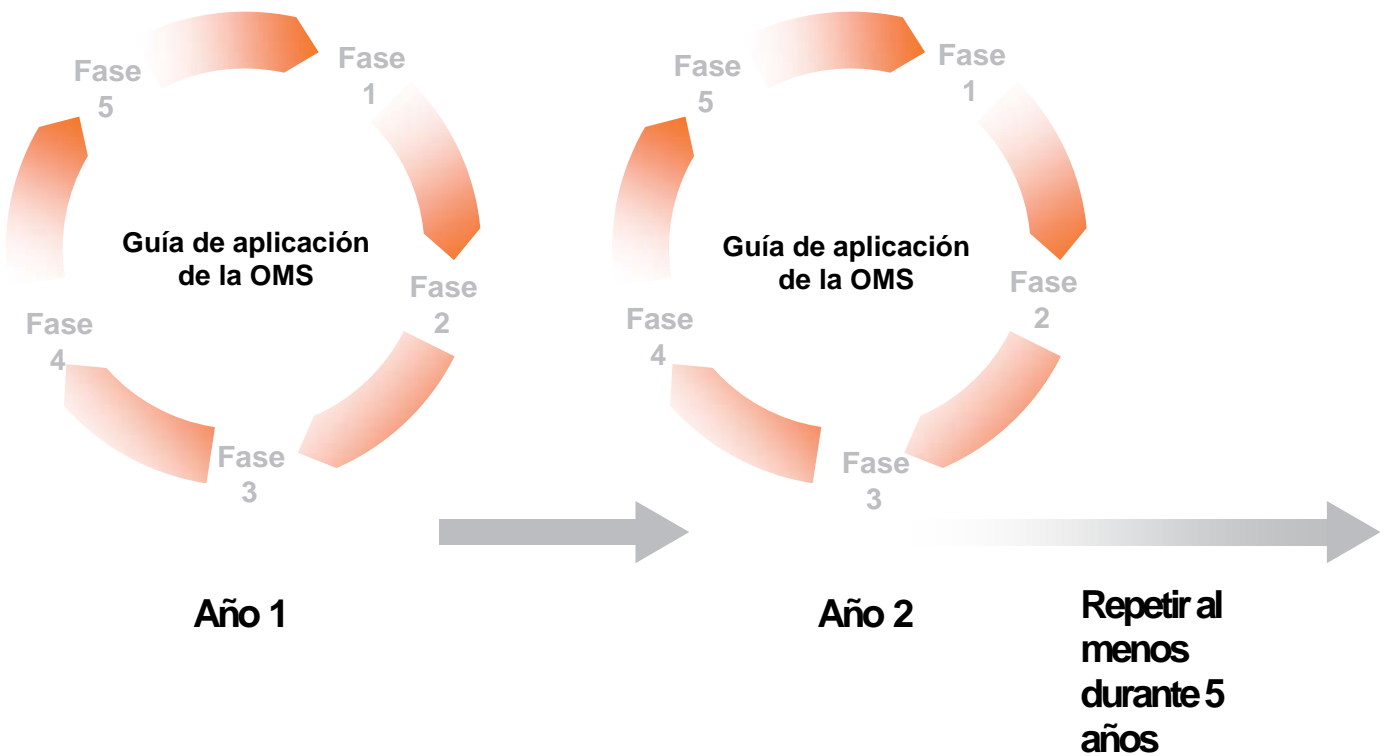 Fase
1
Fase
5
Guía de aplicación
de la OMS
Fase
2
Fase
4
Fase
3
Año 1
Fase
1
Fase
5
Guía de aplicación
de la OMS
Fase
2
Fase
4
Fase
3
Año 2
Repetir al
menos
durante 5
años